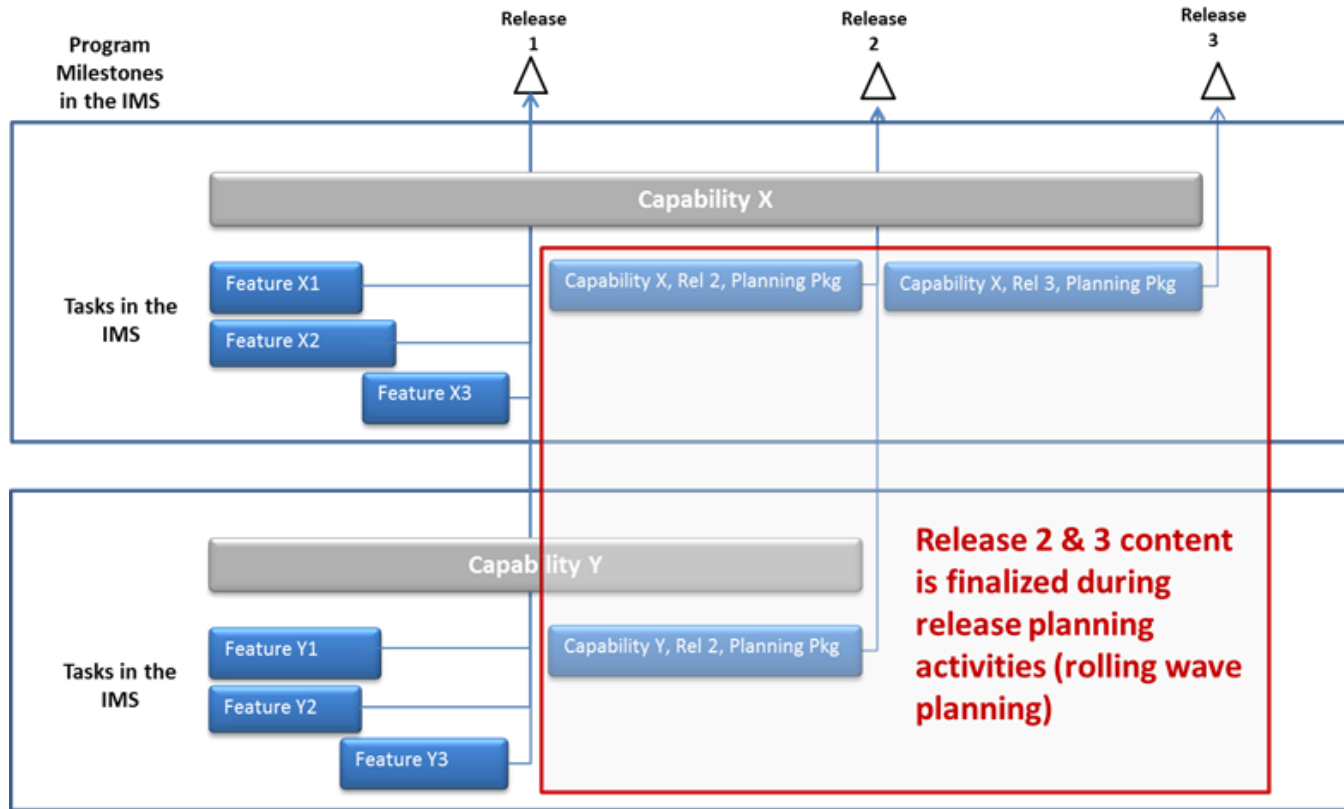 Release
1
Release
2
Release
3
Program
Milestones
in the IMS
Capability X
Feature X1
Capability X, Rel 2, Planning Pkg
Capability X, Rel 3, Planning Pkg
Tasks in the
IMS
Feature X2
Feature X3
Capability Y
Release 2 & 3 content
is finalized during
release planning
activities (rolling wave
planning)
Feature Y1
Capability Y, Rel 2, Planning Pkg
Tasks in the
IMS
Feature Y2
Feature Y3